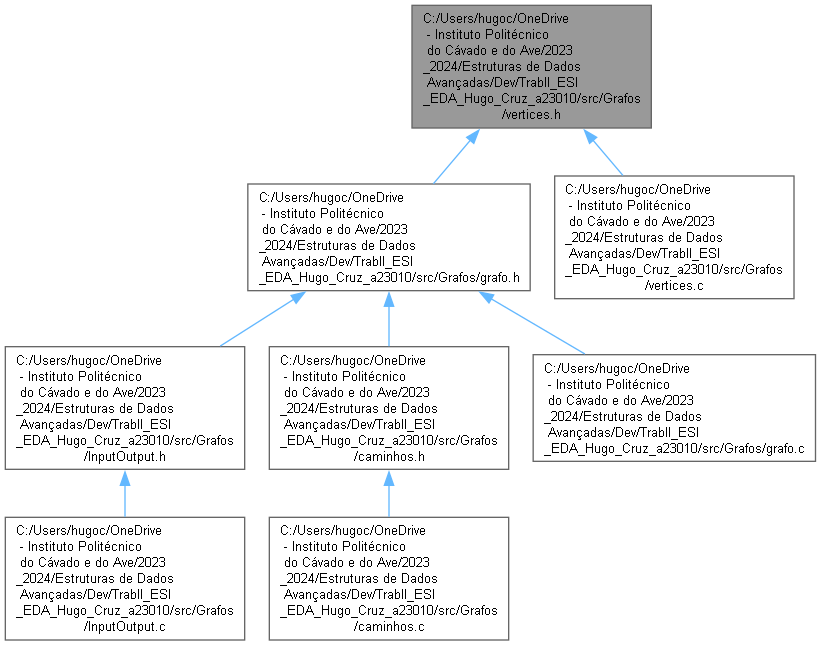 C:/Users/hugoc/OneDrive
- Instituto Politécnico
do Cávado e do Ave/2023
_2024/Estruturas de Dados
Avançadas/Dev/TrabII_ESI
_EDA_Hugo_Cruz_a23010/src/Grafos
/vertices.h
C:/Users/hugoc/OneDrive
- Instituto Politécnico
do Cávado e do Ave/2023
_2024/Estruturas de Dados
Avançadas/Dev/TrabII_ESI
_EDA_Hugo_Cruz_a23010/src/Grafos/grafo.h
C:/Users/hugoc/OneDrive
- Instituto Politécnico
do Cávado e do Ave/2023
_2024/Estruturas de Dados
Avançadas/Dev/TrabII_ESI
_EDA_Hugo_Cruz_a23010/src/Grafos
/vertices.c
C:/Users/hugoc/OneDrive
- Instituto Politécnico
do Cávado e do Ave/2023
_2024/Estruturas de Dados
Avançadas/Dev/TrabII_ESI
_EDA_Hugo_Cruz_a23010/src/Grafos
/InputOutput.h
C:/Users/hugoc/OneDrive
- Instituto Politécnico
do Cávado e do Ave/2023
_2024/Estruturas de Dados
Avançadas/Dev/TrabII_ESI
_EDA_Hugo_Cruz_a23010/src/Grafos
/caminhos.h
C:/Users/hugoc/OneDrive
- Instituto Politécnico
do Cávado e do Ave/2023
_2024/Estruturas de Dados
Avançadas/Dev/TrabII_ESI
_EDA_Hugo_Cruz_a23010/src/Grafos/grafo.c
C:/Users/hugoc/OneDrive
- Instituto Politécnico
do Cávado e do Ave/2023
_2024/Estruturas de Dados
Avançadas/Dev/TrabII_ESI
_EDA_Hugo_Cruz_a23010/src/Grafos
/InputOutput.c
C:/Users/hugoc/OneDrive
- Instituto Politécnico
do Cávado e do Ave/2023
_2024/Estruturas de Dados
Avançadas/Dev/TrabII_ESI
_EDA_Hugo_Cruz_a23010/src/Grafos
/caminhos.c